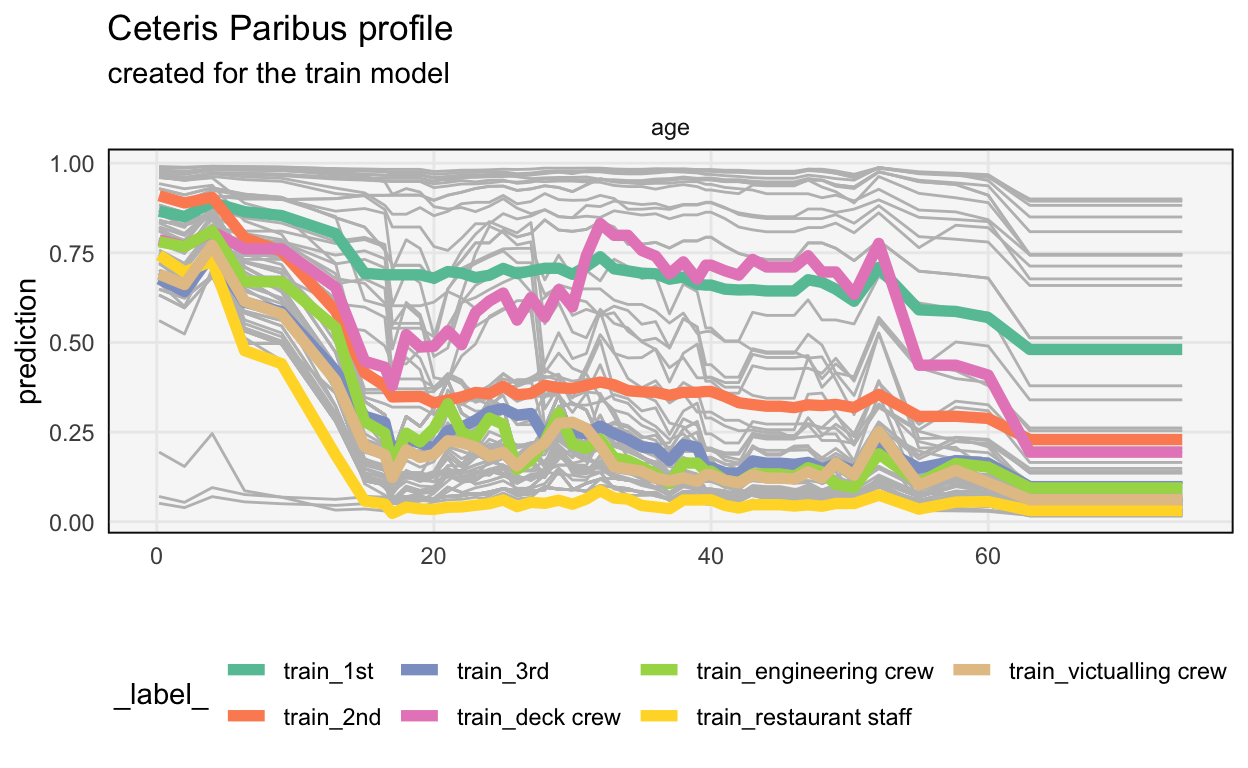 Ceteris Paribus profile
created for the train model
age
1.00
0.75
0.50
0.25
0.00
prediction
0 20 40 60
_label_
train_1st train_3rd train_engineering crew train_victualling crew
train_2nd train_deck crew train_restaurant staff